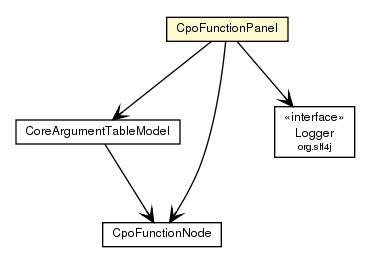 CpoFunctionPanel
CoreArgumentTableModel
«interface»
Logger
org.slf4j
CpoFunctionNode